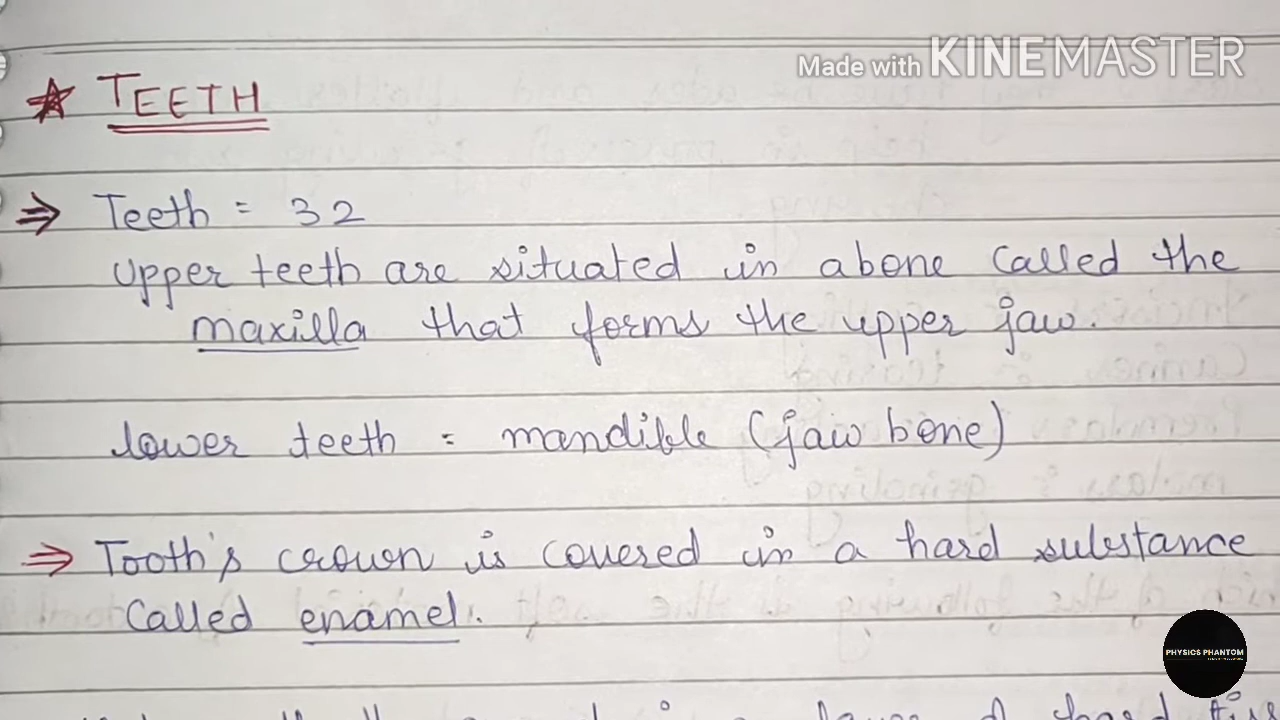 Made with KINEMASTER
★ TEETH
⇒ Teeth = 32
upper teeth are situated in a bone called the
maxilla that forms the upper jaw.
lower teeth = mandible (jaw bone)
⇒ Tooth's crown is covered in a hard substance
called enamel.
PHYSICS PHANTOM